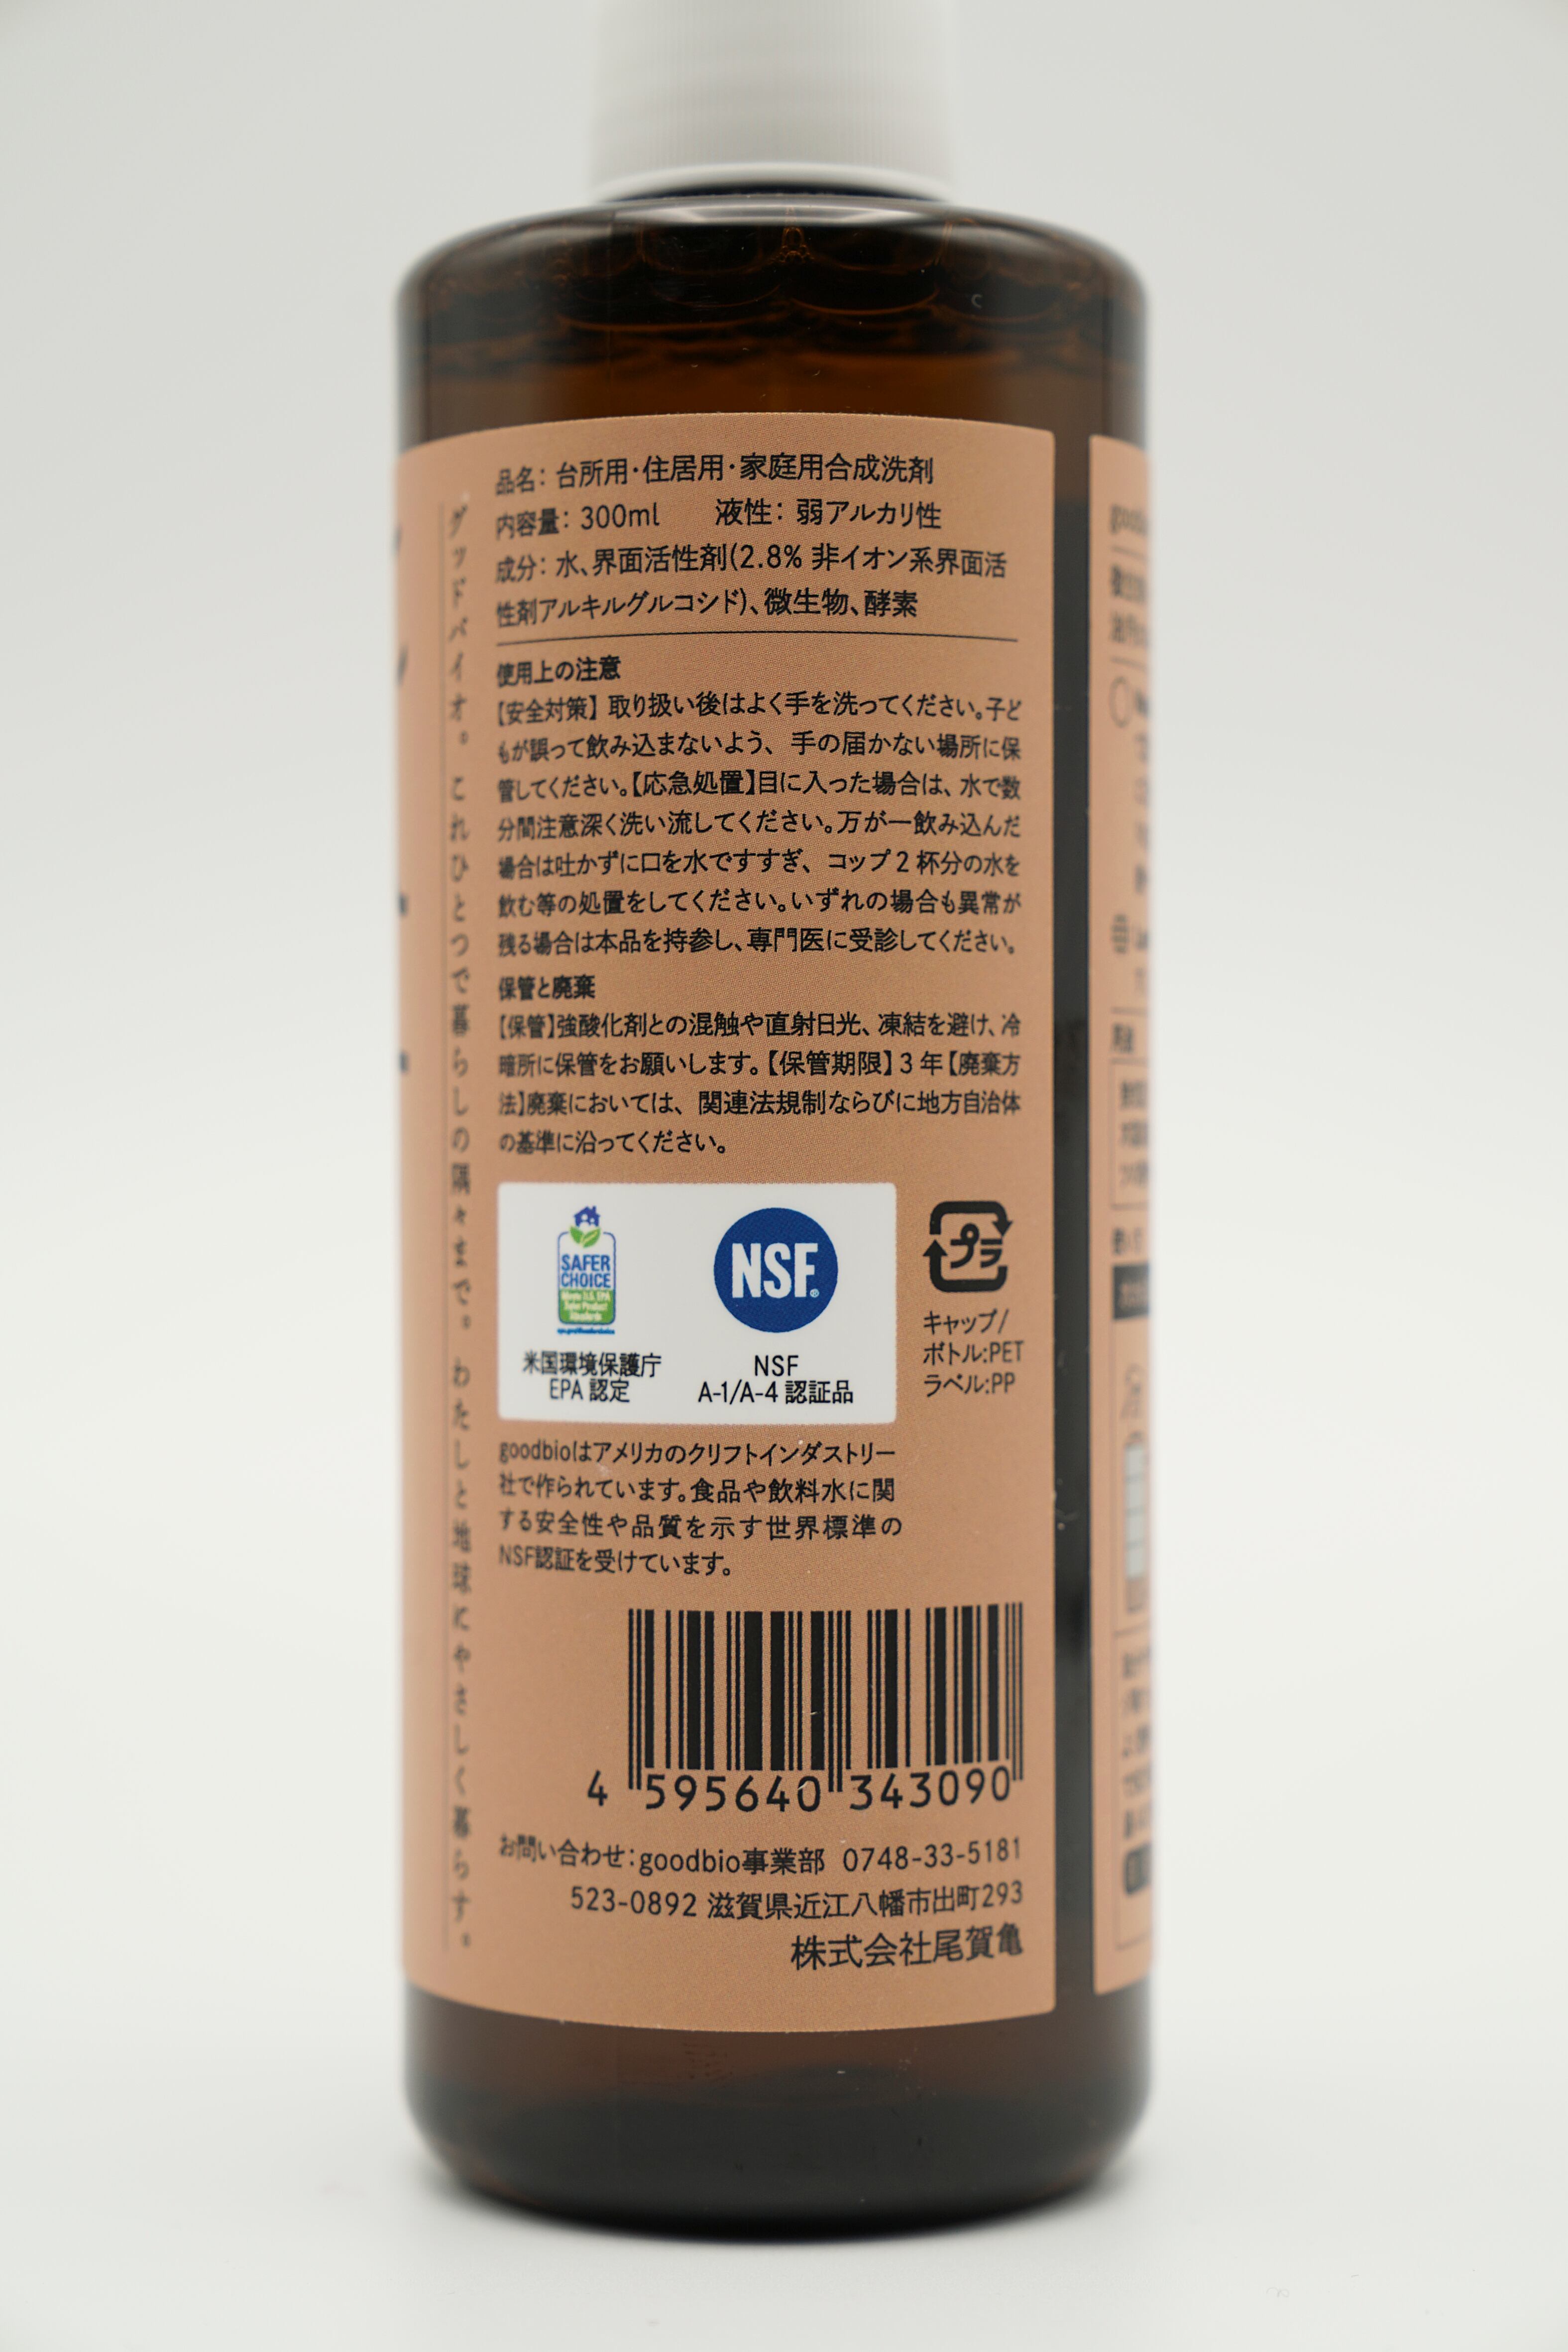 品名：台所用・住居用・家庭用合成洗剤
内容量：300ml　液性：弱アルカリ性
成分：水、界面活性剤(2.8% 非イオン系界面活
性剤アルキルグルコシド)、微生物、酵素
使用上の注意
【安全対策】取り扱い後はよく手を洗ってください。子ど
もが誤って飲み込まないよう、手の届かない場所に保
管してください。【応急処置】目に入った場合は、水で数
分間注意深く洗い流してください。万が一飲み込んだ
場合は吐かずに口を水ですすぎ、コップ2杯分の水を
飲む等の処置をしてください。いずれの場合も異常が
残る場合は本品を持参し、専門医に受診してください。
保管と廃棄
【保管】強酸化剤との混触や直射日光、凍結を避け、冷
暗所に保管をお願いします。【保管期限】3年【廃棄方
法】廃棄においては、関連法規制ならびに地方自治体
の基準に沿ってください。
SAFER
CHOICE
Meets U.S. EPA
Safer Product
Standards
米国環境保護庁
EPA 認定
NSF®
NSF
A-1/A-4 認証品
プラ
キャップ/
ボトル:PET
ラベル:PP
goodbioはアメリカのクリフトインダストリー
社で作られています。食品や飲料水に関
する安全性や品質を示す世界標準の
NSF認証を受けています。
4 595640 343090
お問い合わせ：goodbio事業部 0748-33-5181
523-0892 滋賀県近江八幡市出町293
株式会社尾賀亀
グッドバイオ。これひとつで暮らしの隅々まで。わたしと地球にやさしく暮らす。